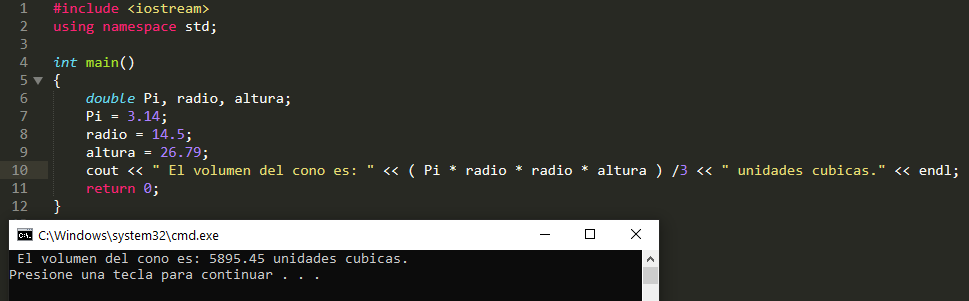 1 #include <iostream>
2 using namespace std;
3
4 int main()
5 {
6 double Pi, radio, altura;
7 Pi = 3.14;
8 radio = 14.5;
9 altura = 26.79;
10 cout << " El volumen del cono es: " << ( Pi * radio * radio * altura ) /3 << " unidades cubicas." << endl;
11 return 0;
12 }
C:\Windows\system32\cmd.exe
El volumen del cono es: 5895.45 unidades cubicas.
Presione una tecla para continuar . . .